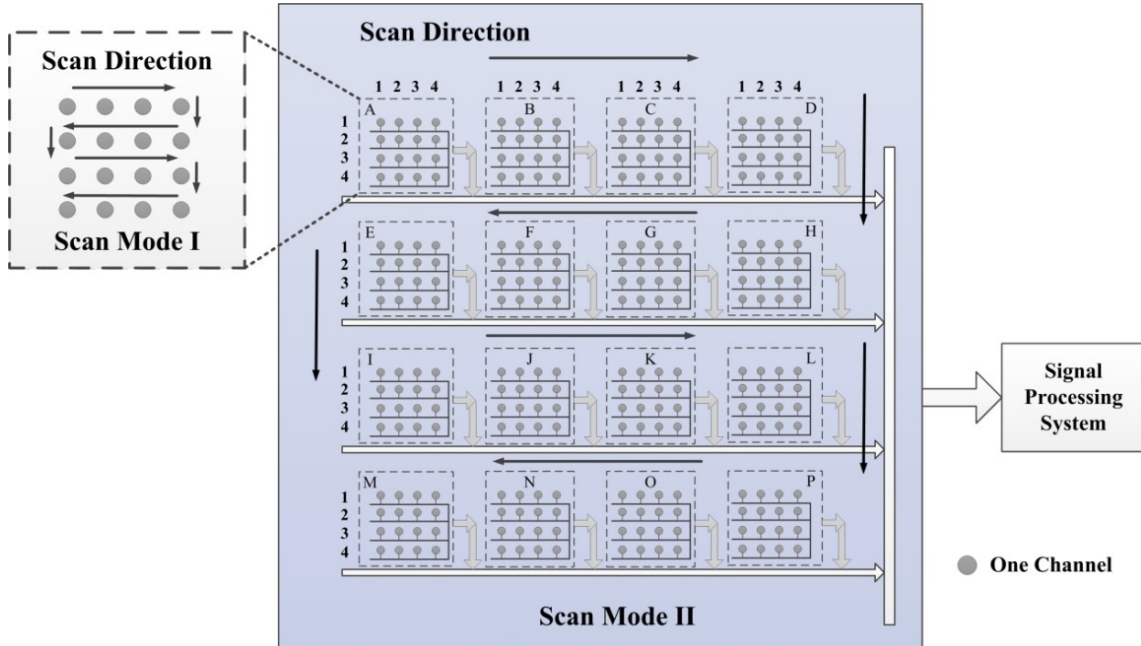 Scan Direction
Scan Mode I
Scan Direction
1 2 3 4 1 2 3 4 1 2 3 4 1 2 3 4
A B C D
1
2
3
4
E F G H
1
2
3
4
I J K L
1
2
3
4
M N O P
1
2
3
4
Scan Mode II
Signal
Processing
System
One Channel